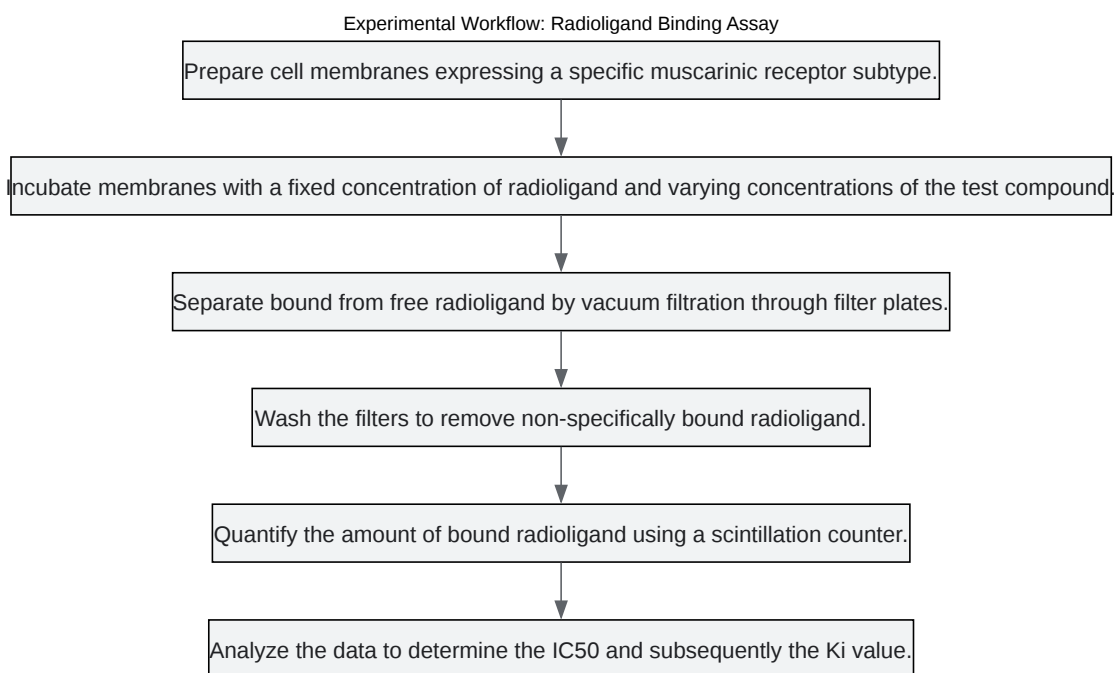 Experimental Workflow: Radioligand Binding Assay
Prepare cell membranes expressing a specific muscarinic receptor subtype.
Incubate membranes with a fixed concentration of radioligand and varying concentrations of the test compound.
Separate bound from free radioligand by vacuum filtration through filter plates.
Wash the filters to remove non-specifically bound radioligand.
Quantify the amount of bound radioligand using a scintillation counter.
Analyze the data to determine the IC50 and subsequently the Ki value.